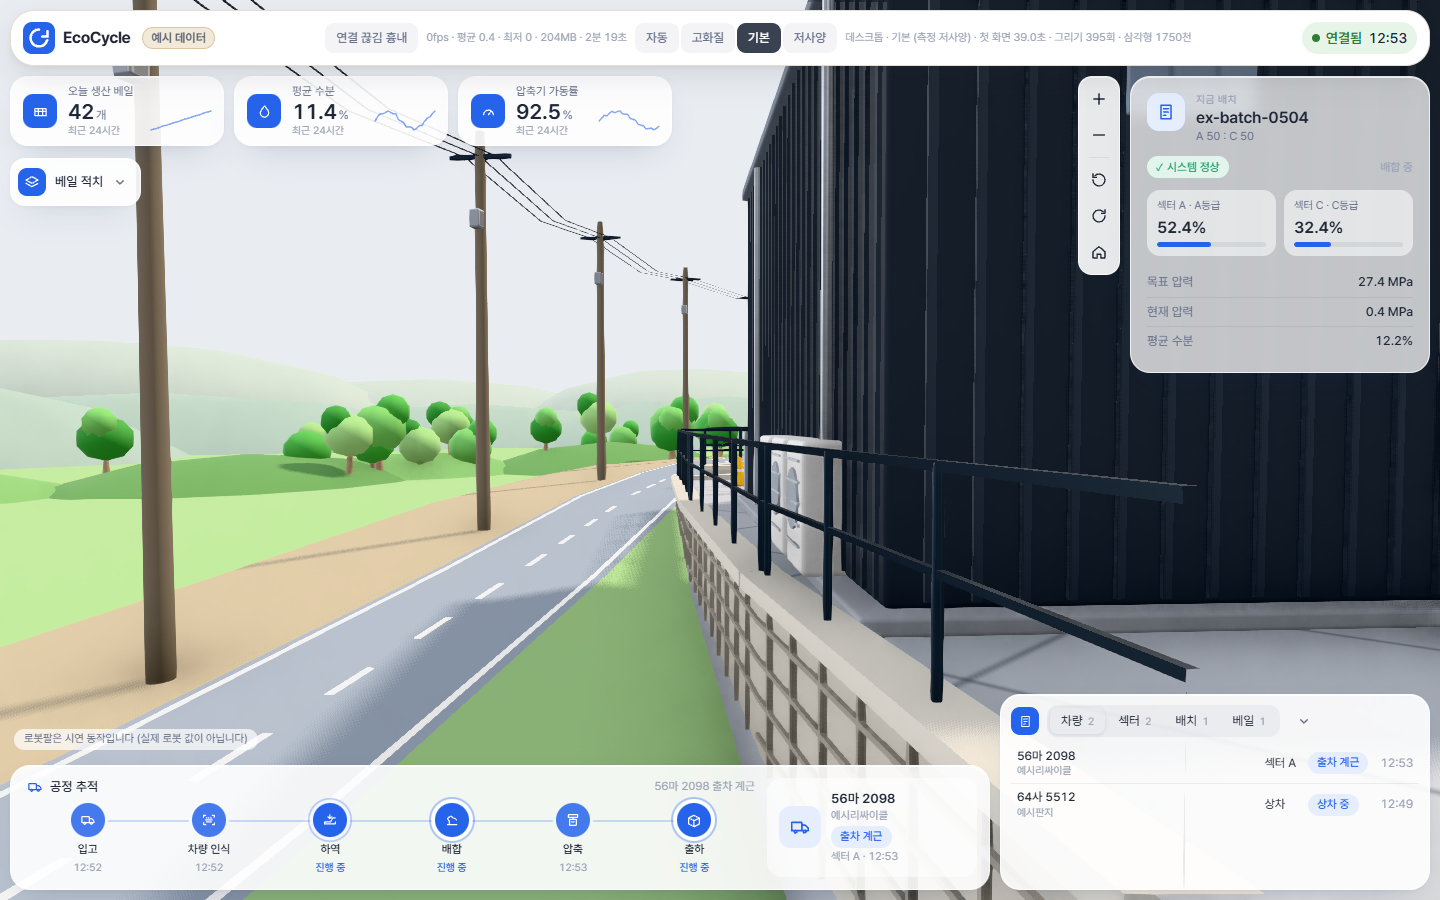 EcoCycle
예시 데이터
연결 끊김 흉내
0fps · 평균 0.4 · 최저 0 · 204MB · 2분 19초
자동
고화질
기본
저사양
데스크톱 · 기본 (측정 저사양) · 첫 화면 39.0초 · 그리기 395회 · 삼각형 1750천
연결됨 12:53
오늘 생산 베일
42개
최근 24시간
평균 수분
11.4%
최근 24시간
압축기 가동률
92.5%
최근 24시간
베일 적치
지금 배치
ex-batch-0504
A 50 : C 50
✓ 시스템 정상
배합 중
섹터 A · A등급
52.4%
섹터 C · C등급
32.4%
목표 압력 27.4 MPa
현재 압력 0.4 MPa
평균 수분 12.2%
로봇팔은 시연 동작입니다 (실제 로봇 값이 아닙니다)
공정 추적
56마 2098 출차 계근
입고
12:52
차량 인식
12:52
하역
진행 중
배합
진행 중
압축
12:53
출하
진행 중
56마 2098
예시리싸이클
출차 계근
섹터 A · 12:53
차량 2
섹터 2
배치 1
베일 1
56마 2098
예시리싸이클
섹터 A
출차 계근
12:53
64사 5512
예시판지
상차
상차 중
12:49